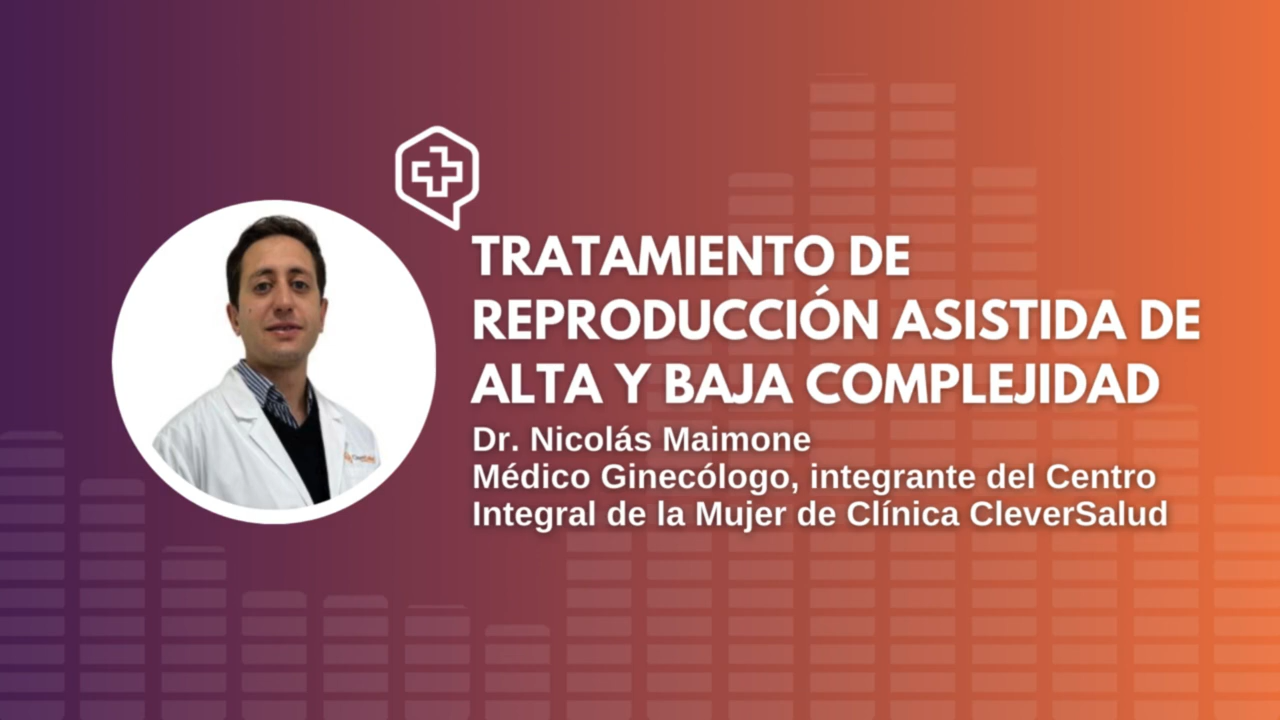 TRATAMIENTO DE
REPRODUCCIÓN ASISTIDA DE
ALTA Y BAJA COMPLEJIDAD
Dr. Nicolás Maimone
Médico Ginecólogo, integrante del Centro
Integral de la Mujer de Clínica CleverSalud